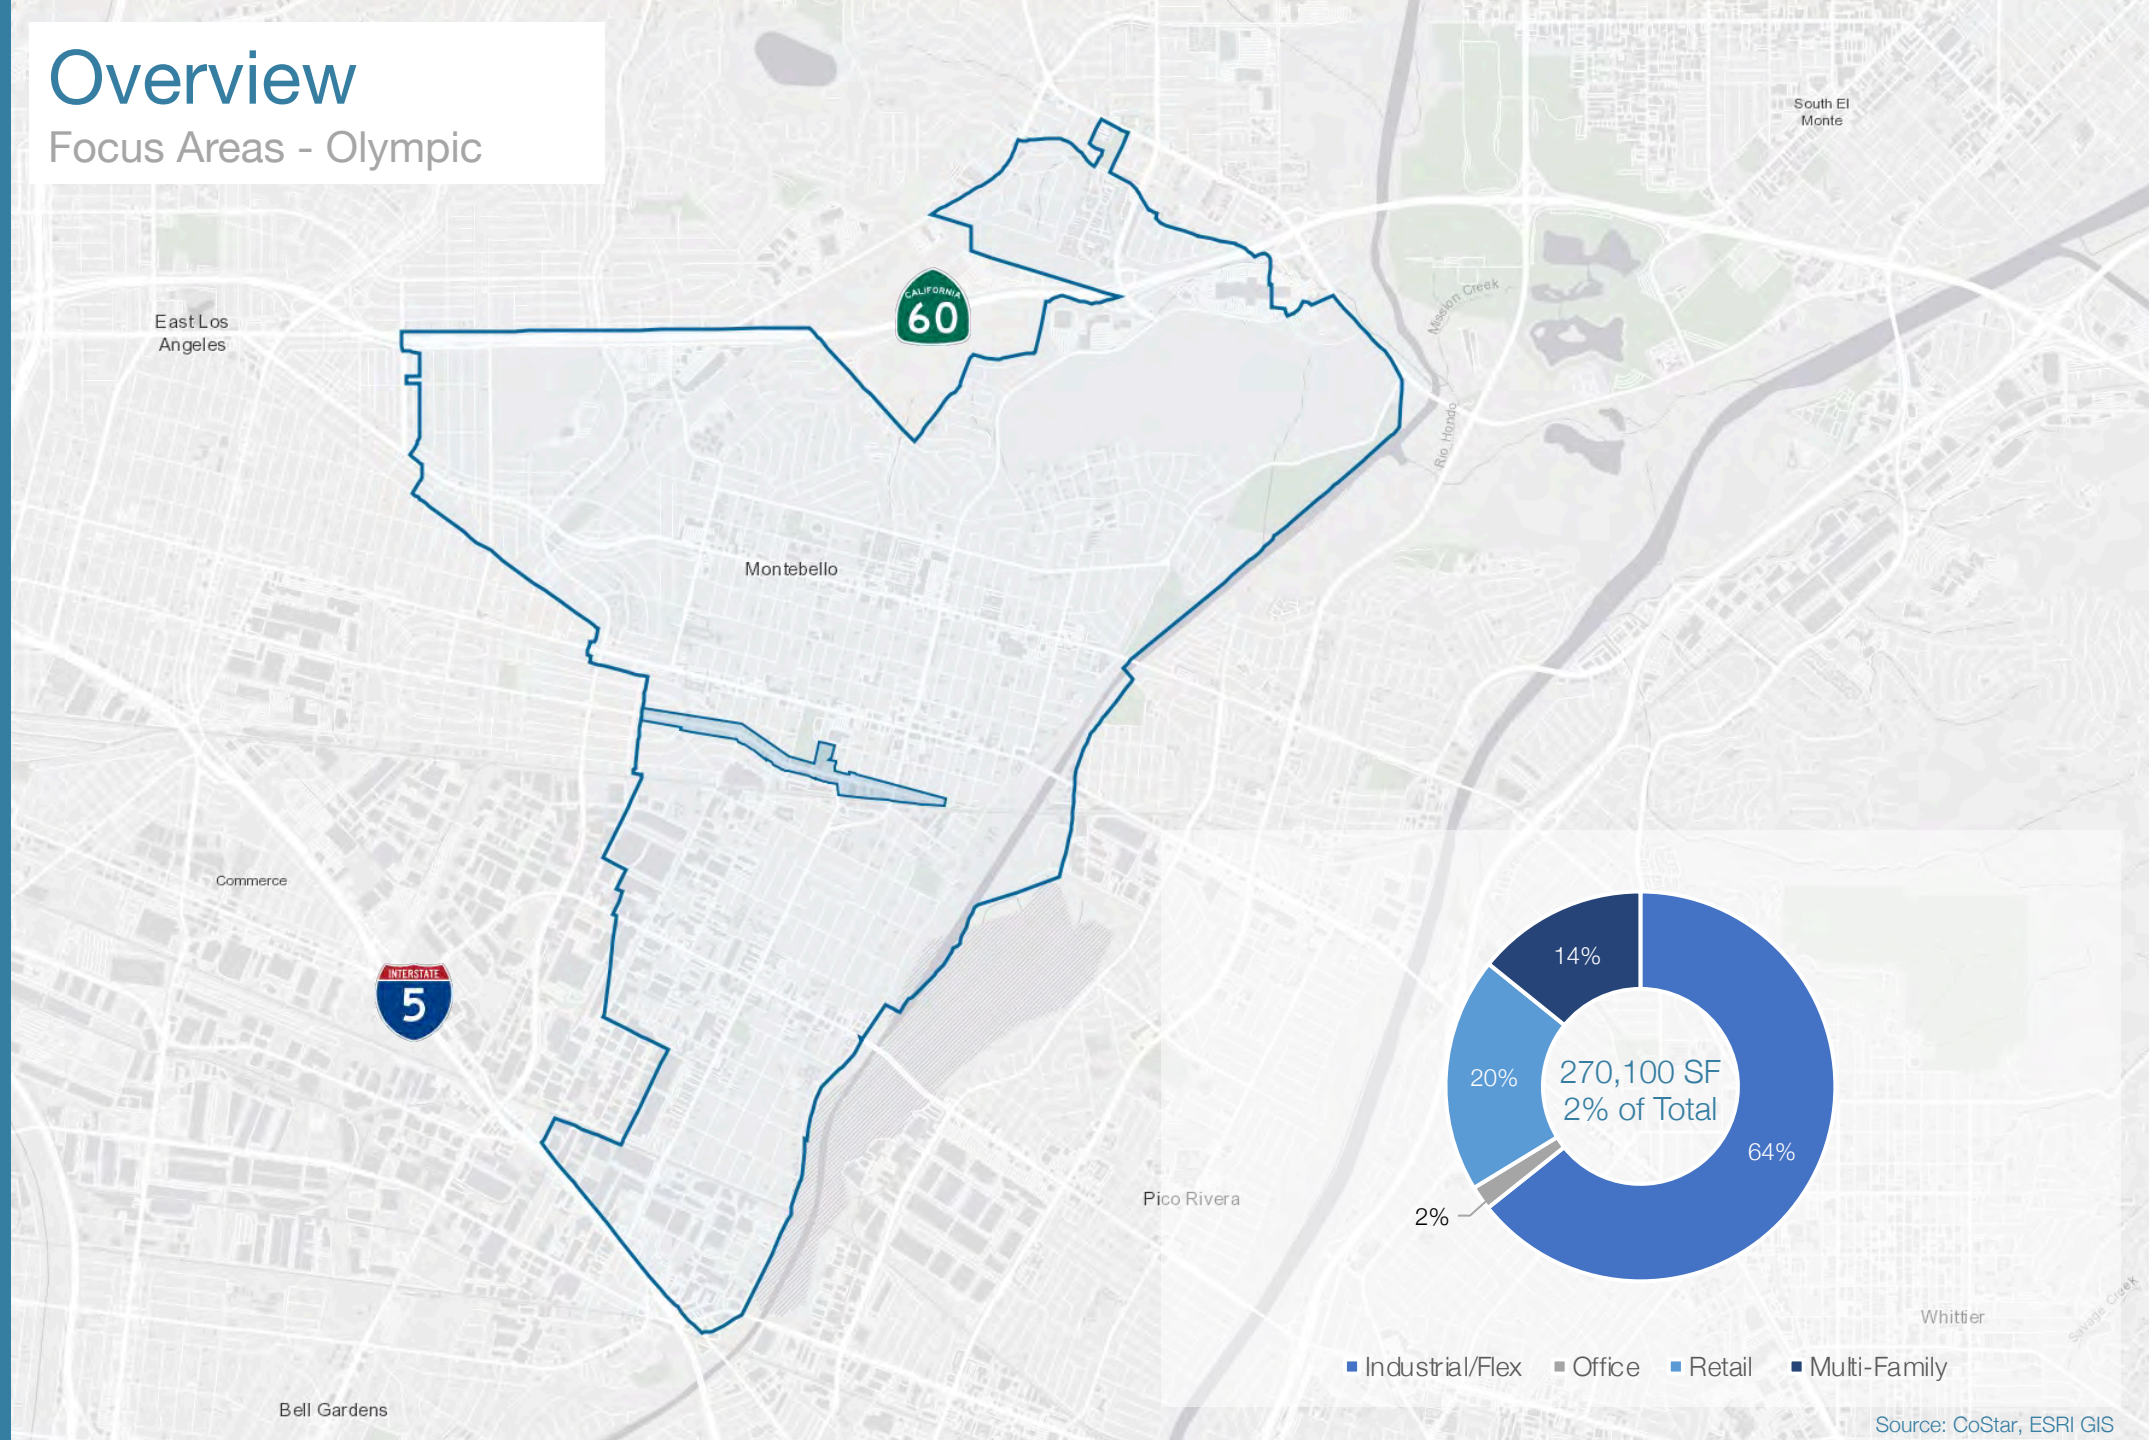 Overview
Focus Areas - Olympic
South El
Monte
CALIFORNIA
60
Mission Creek
East Los
Angeles
Rio Hondo
Montebello
Commerce
INTERSTATE
5
14%
20%
270,100 SF
2% of Total
64%
Pico Rivera
2%
Whittier
Savage Creek
Industrial/Flex
Office
Retail
Multi-Family
Bell Gardens
Source: CoStar, ESRI GIS